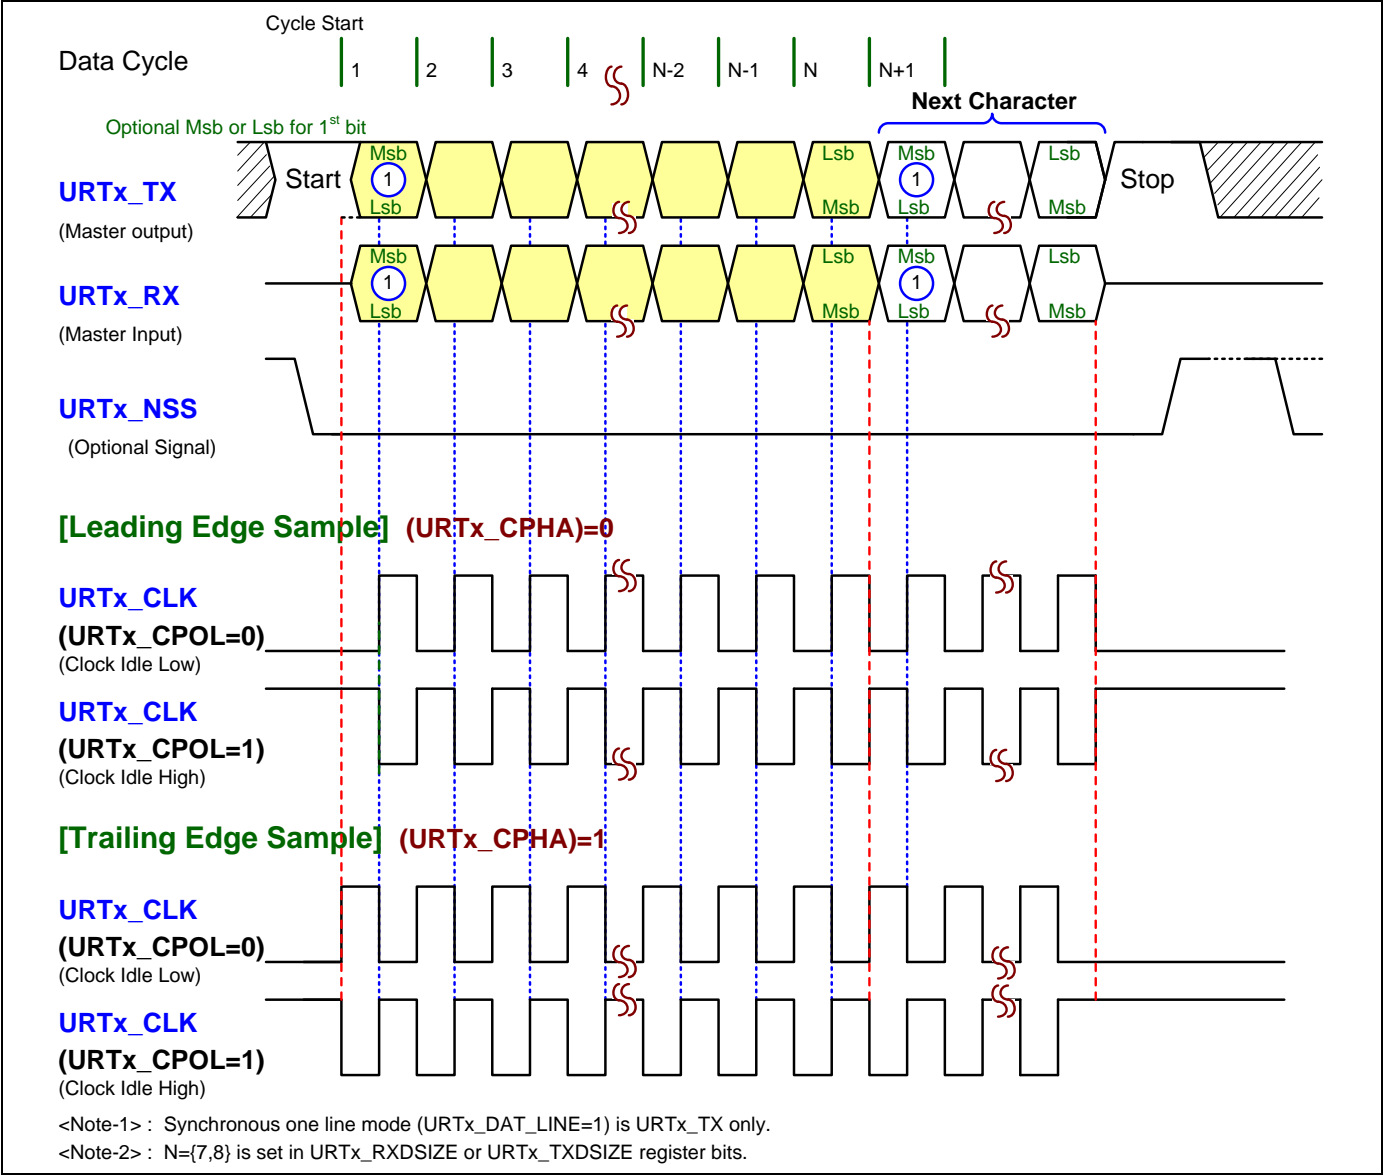 Cycle Start
Data Cycle
1 2 3 4 N-2 N-1 N N+1
Next Character
Optional Msb or Lsb for 1st bit
Msb Lsb Msb Lsb
URTx_TX Start 1 1 Stop
Lsb Msb Lsb Msb
(Master output)
Msb Lsb Msb Lsb
URTx_RX 1 1
Lsb Msb Lsb Msb
(Master Input)
URTx_NSS
(Optional Signal)
[Leading Edge Sample] (URTx_CPHA)=0
URTx_CLK
(URTx_CPOL=0)
(Clock Idle Low)
URTx_CLK
(URTx_CPOL=1)
(Clock Idle High)
[Trailing Edge Sample] (URTx_CPHA)=1
URTx_CLK
(URTx_CPOL=0)
(Clock Idle Low)
URTx_CLK
(URTx_CPOL=1)
(Clock Idle High)
<Note-1> : Synchronous one line mode (URTx_DAT_LINE=1) is URTx_TX only.
<Note-2> : N={7,8} is set in URTx_RXDSIZE or URTx_TXDSIZE register bits.